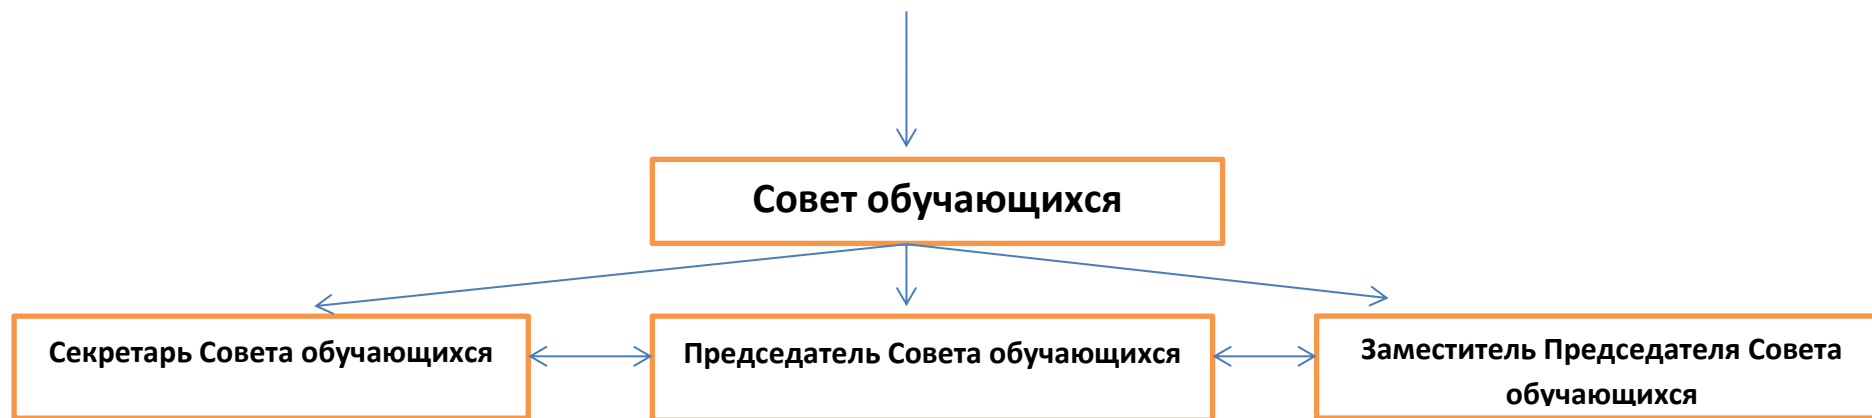 Совет обучающихся
Секретарь Совета обучающихся
Председатель Совета обучающихся
Заместитель Председателя Совета
обучающихся